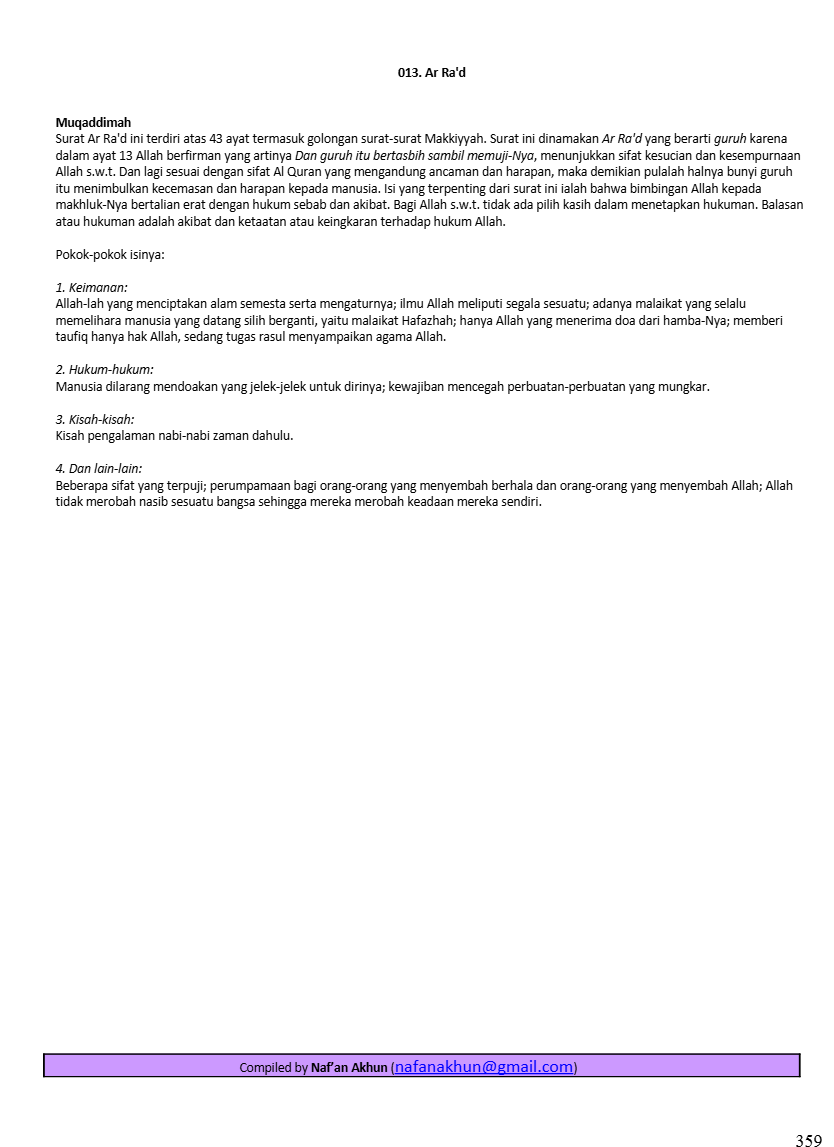 013. Ar Ra'd
Muqaddimah
Surat Ar Ra'd ini terdiri atas 43 ayat termasuk golongan surat-surat Makkiyyah. Surat ini dinamakan Ar Ra'd yang berarti guruh karena
dalam ayat 13 Allah berfirman yang artinya Dan guruh itu bertasbih sambil memuji-Nya, menunjukkan sifat kesucian dan kesempurnaan
Allah s.w.t. Dan lagi sesuai dengan sifat Al Quran yang mengandung ancaman dan harapan, maka demikian pulalah halnya bunyi guruh
itu menimbulkan kecemasan dan harapan kepada manusia. Isi yang terpenting dari surat ini ialah bahwa bimbingan Allah kepada
makhluk-Nya bertalian erat dengan hukum sebab dan akibat. Bagi Allah s.w.t. tidak ada pilih kasih dalam menetapkan hukuman. Balasan
atau hukuman adalah akibat dan ketaatan atau keingkaran terhadap hukum Allah.
Pokok-pokok isinya:
1. Keimanan:
Allah-lah yang menciptakan alam semesta serta mengaturnya; ilmu Allah meliputi segala sesuatu; adanya malaikat yang selalu
memelihara manusia yang datang silih berganti, yaitu malaikat Hafazhah; hanya Allah yang menerima doa dari hamba-Nya; memberi
taufiq hanya hak Allah, sedang tugas rasul menyampaikan agama Allah.
2. Hukum-hukum:
Manusia dilarang mendoakan yang jelek-jelek untuk dirinya; kewajiban mencegah perbuatan-perbuatan yang mungkar.
3. Kisah-kisah:
Kisah pengalaman nabi-nabi zaman dahulu.
4. Dan lain-lain:
Beberapa sifat yang terpuji; perumpamaan bagi orang-orang yang menyembah berhala dan orang-orang yang menyembah Allah; Allah
tidak merobah nasib sesuatu bangsa sehingga mereka merobah keadaan mereka sendiri.
Compiled by Naf’an Akhun (nafanakhun@gmail.com)
359